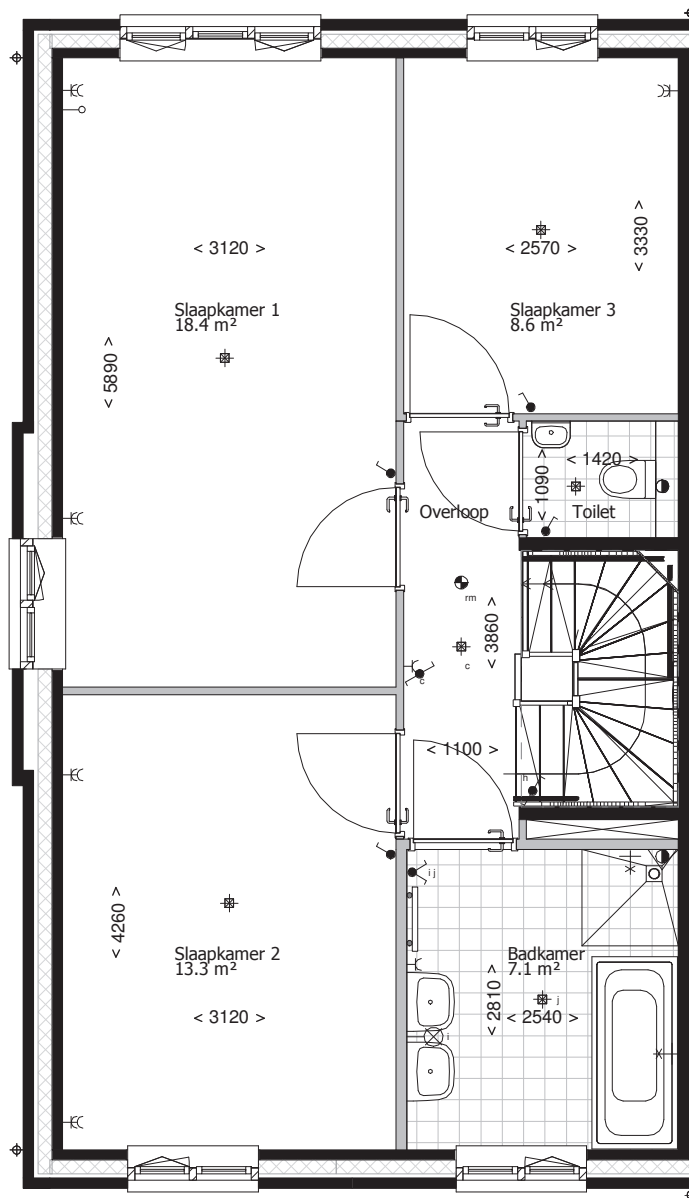 < 3120 >
< 2570 >
< 3330 >
Slaapkamer 1
18.4 m²
Slaapkamer 3
8.6 m²
< 5890 >
< 1420 >
< 1090 >
Overloop
Toilet
rm
< 3860 >
c
c
< 1100 >
h
i j
< 4260 >
Slaapkamer 2
13.3 m²
Badkamer
7.1 m²
< 2810 >
j
< 3120 >
< 2540 >
i